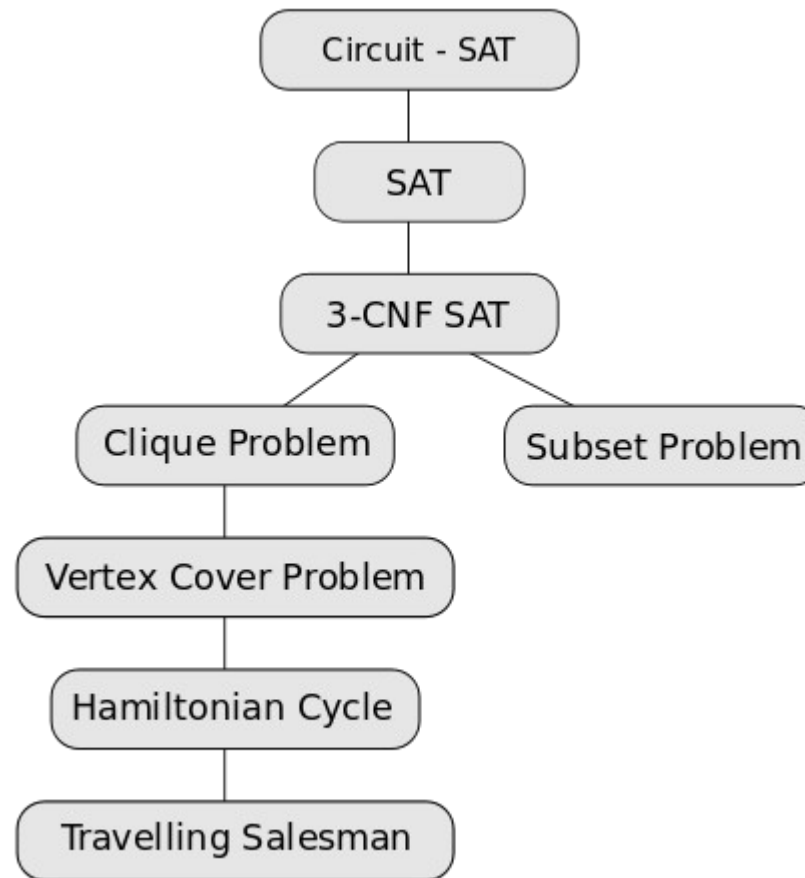 Circuit - SAT
SAT
3-CNF SAT
Clique Problem
Subset Problem
Vertex Cover Problem
Hamiltonian Cycle
Travelling Salesman